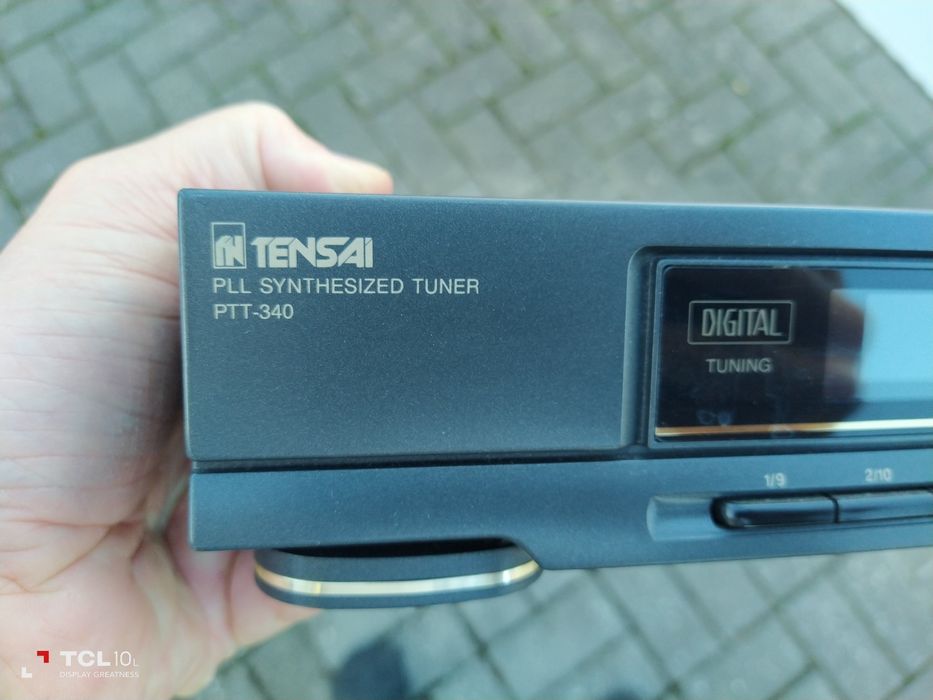 TENSAI
PLL SYNTHESIZED TUNER
PTT-340
DIGITAL
TUNING
1/9
2/10
TCL 10L
DISPLAY GREATNESS